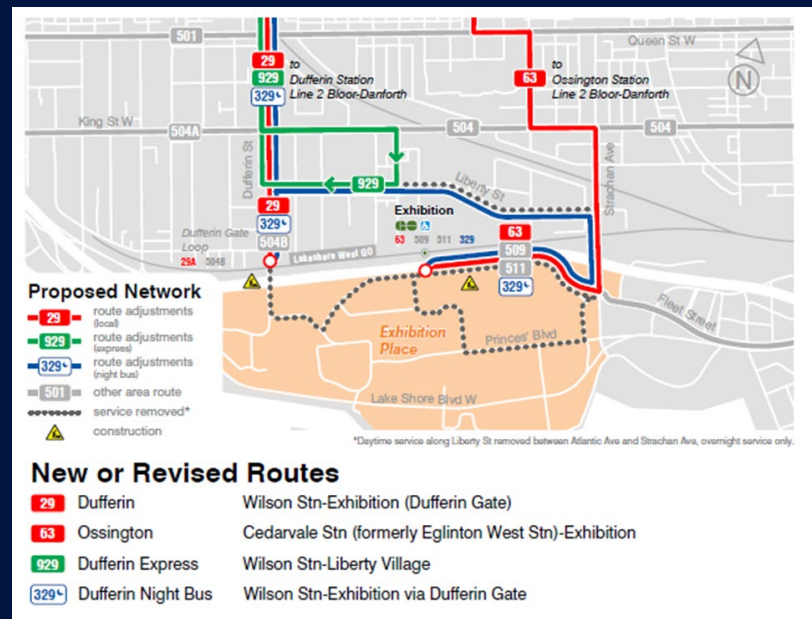 501
Queen St W
29
929
329
to
Dufferin Station
Line 2 Bloor-Danforth
63
to
Ossington Station
Line 2 Bloor-Danforth
N
King St W
504A
504
504
Dufferin St
Strachan Ave
929
Liberty St
29
329
504B
Exhibition
GO
63 509 511 329
63
509
511
329
Dufferin Gate
Loop
29A 504B
Lakeshore West GO
Fleet Street
Exhibition
Place
Princes' Blvd
Lake Shore Blvd W
Proposed Network
29 route adjustments
(local)
929 route adjustments
(express)
329 route adjustments
(night bus)
501 other area route
service removed*
construction
*Daytime service along Liberty St removed between Atlantic Ave and Strachan Ave, overnight service only.
New or Revised Routes
29 Dufferin Wilson Stn-Exhibition (Dufferin Gate)
63 Ossington Cedarvale Stn (formerly Eglinton West Stn)-Exhibition
929 Dufferin Express Wilson Stn-Liberty Village
329 Dufferin Night Bus Wilson Stn-Exhibition via Dufferin Gate